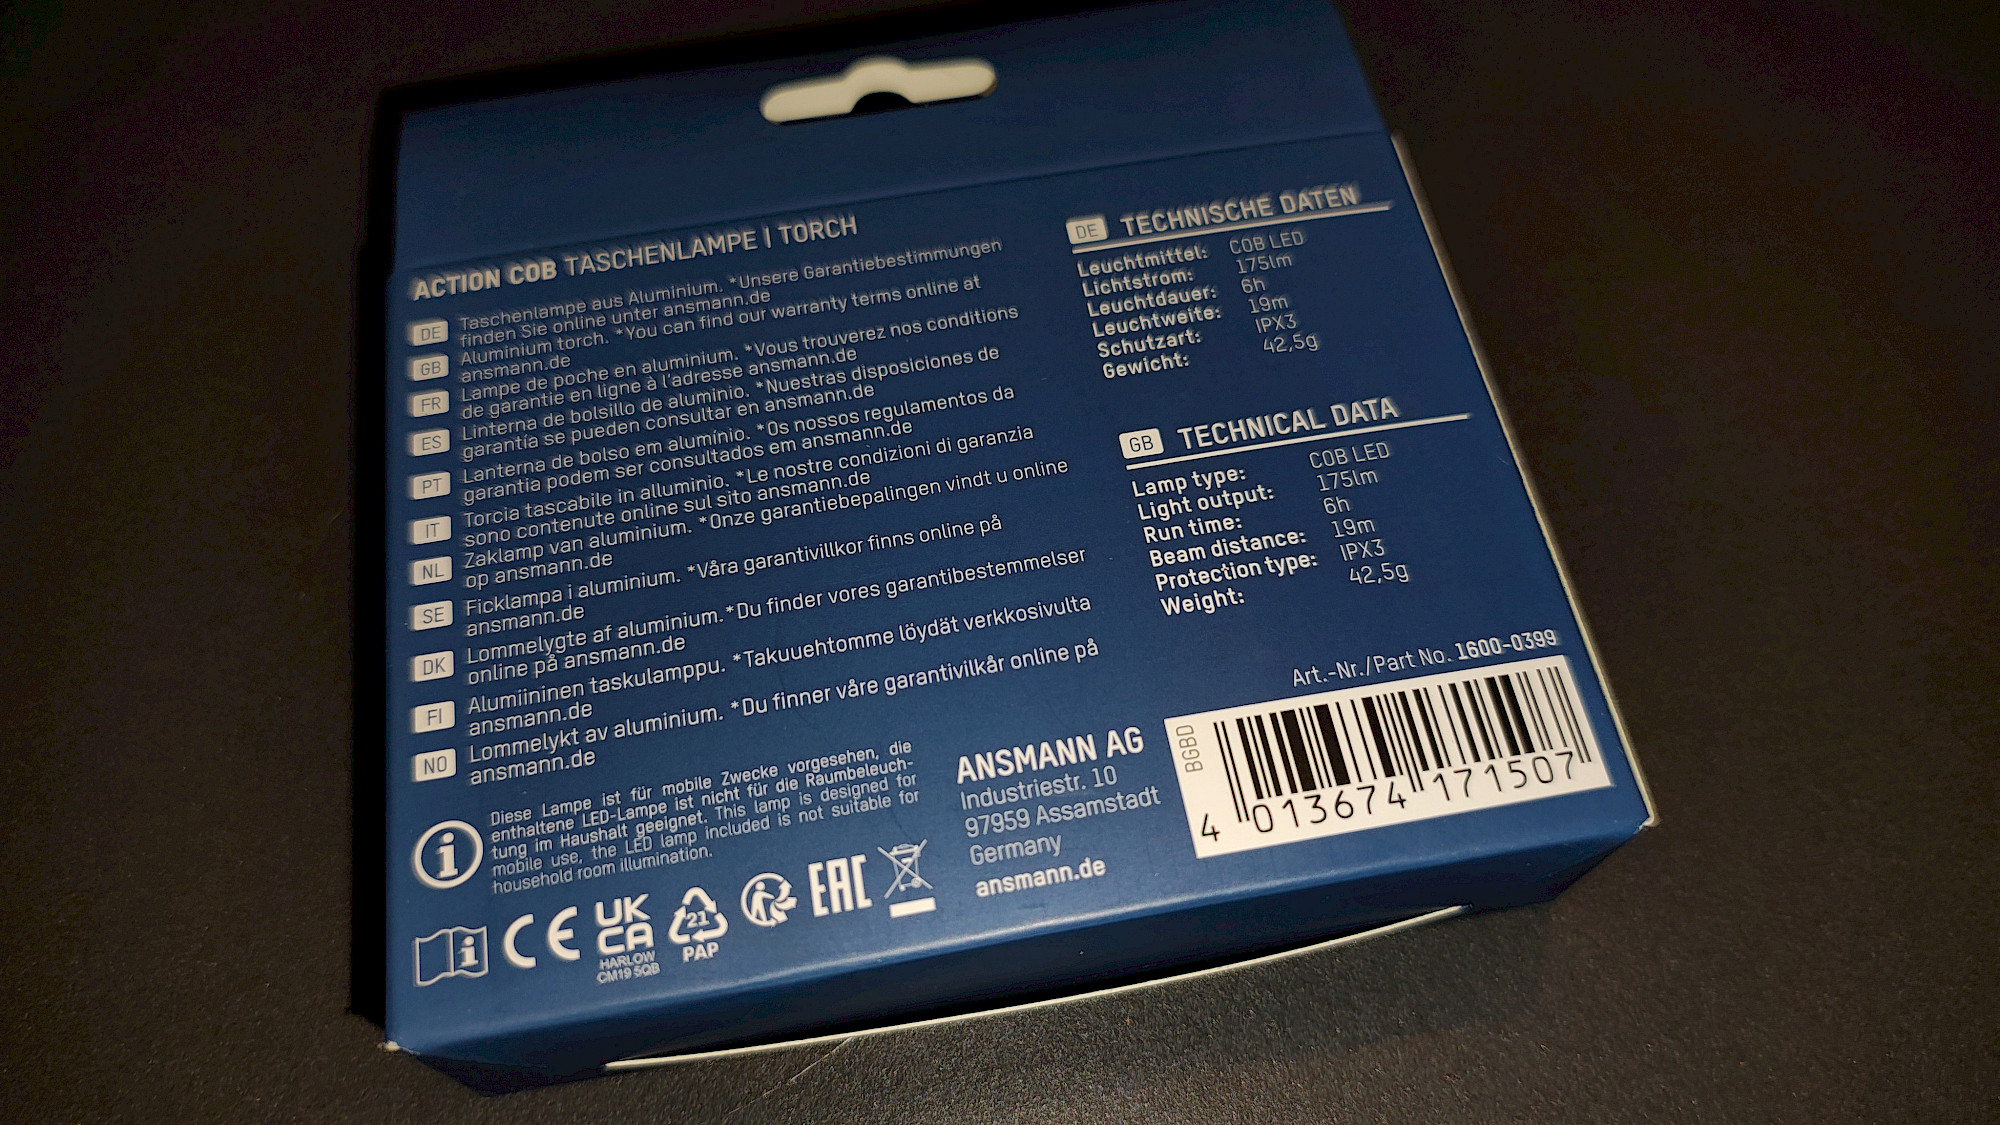 ACTION COB TASCHENLAMPE | TORCH
DE Taschenlampe aus Aluminium. *Unsere Garantiebestimmungen
finden Sie online unter ansmann.de
GB Aluminium torch. *You can find our warranty terms online at
ansmann.de
FR Lampe de poche en aluminium. *Vous trouverez nos conditions
de garantie en ligne à l'adresse ansmann.de
ES Linterna de bolsillo de aluminio. *Nuestras disposiciones de
garantía se pueden consultar en ansmann.de
PT Lanterna de bolso em alumínio. *Os nossos regulamentos da
garantia podem ser consultados em ansmann.de
IT Torcia tascabile in alluminio. *Le nostre condizioni di garanzia
sono contenute online sul sito ansmann.de
NL Zaklamp van aluminium. *Onze garantiebepalingen vindt u online
op ansmann.de
SE Ficklampa i aluminium. *Våra garantivillkor finns online på
ansmann.de
DK Lommelygte af aluminium. *Du finder vores garantibestemmelser
online på ansmann.de
FI Alumiininen taskulamppu. *Takuuehtomme löydät verkkosivulta
ansmann.de
NO Lommelykt av aluminium. *Du finner våre garantivilkår online på
ansmann.de
Diese Lampe ist für mobile Zwecke vorgesehen, die
enthaltene LED-Lampe ist nicht für die Raumbeleuch-
tung im Haushalt geeignet. This lamp is designed for
mobile use, the LED lamp included is not suitable for
household room illumination.
CE
UK
CA
HARLOW
CM19 5QB
21
PAP
EAC
DE TECHNISCHE DATEN
Leuchtmittel: COB LED
Lichtstrom: 175lm
Leuchtdauer: 6h
Leuchtweite: 19m
Schutzart: IPX3
Gewicht: 42,5g
GB TECHNICAL DATA
Lamp type: COB LED
Light output: 175lm
Run time: 6h
Beam distance: 19m
Protection type: IPX3
Weight: 42,5g
Art.-Nr./Part No. 1600-0399
ANSMANN AG
Industriestr. 10
97959 Assamstadt
Germany
ansmann.de
BGBD
4 013674 171507